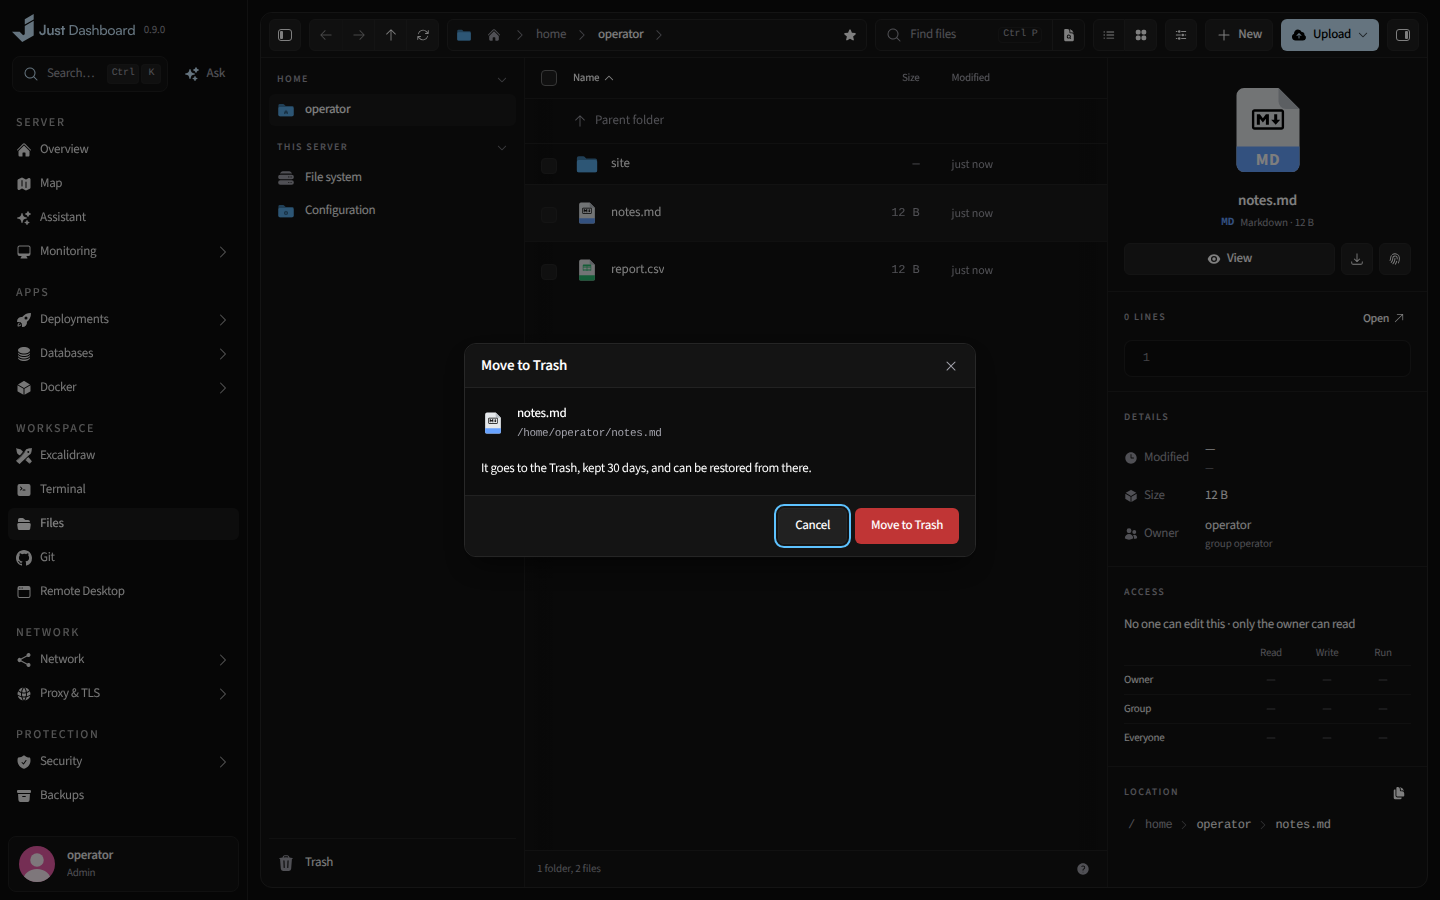 Just Dashboard 0.9.0
Search... Ctrl K Ask
SERVER
Overview
Map
Assistant
Monitoring
APPS
Deployments
Databases
Docker
WORKSPACE
Excalidraw
Terminal
Files
Git
Remote Desktop
NETWORK
Network
Proxy & TLS
PROTECTION
Security
Backups
operator
Admin
home operator
Find files Ctrl P
New
Upload
HOME
operator
THIS SERVER
File system
Configuration
Trash
Name Size Modified
Parent folder
site — just now
notes.md 12 B just now
report.csv 12 B just now
1 folder, 2 files
Move to Trash
notes.md
/home/operator/notes.md
It goes to the Trash, kept 30 days, and can be restored from there.
Cancel Move to Trash
MD
notes.md
MD Markdown · 12 B
View
0 LINES Open
1
DETAILS
Modified —
—
Size 12 B
Owner operator
group operator
ACCESS
No one can edit this · only the owner can read
Read Write Run
Owner — — —
Group — — —
Everyone — — —
LOCATION
/ home operator notes.md